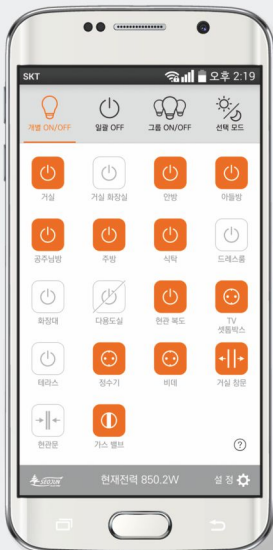 SKT 오후 2:19
개별 ON/OFF 일괄 OFF 그룹 ON/OFF 선택 모드
거실 거실 화장실 안방 아들방
공주님방 주방 식탁 드레스룸
화장대 다용도실 현관 복도 TV 셋톱박스
테라스 정수기 비데 거실 창문
현관문 가스 밸브 ?
SEOJUN 현재전력 850.2W 설 정